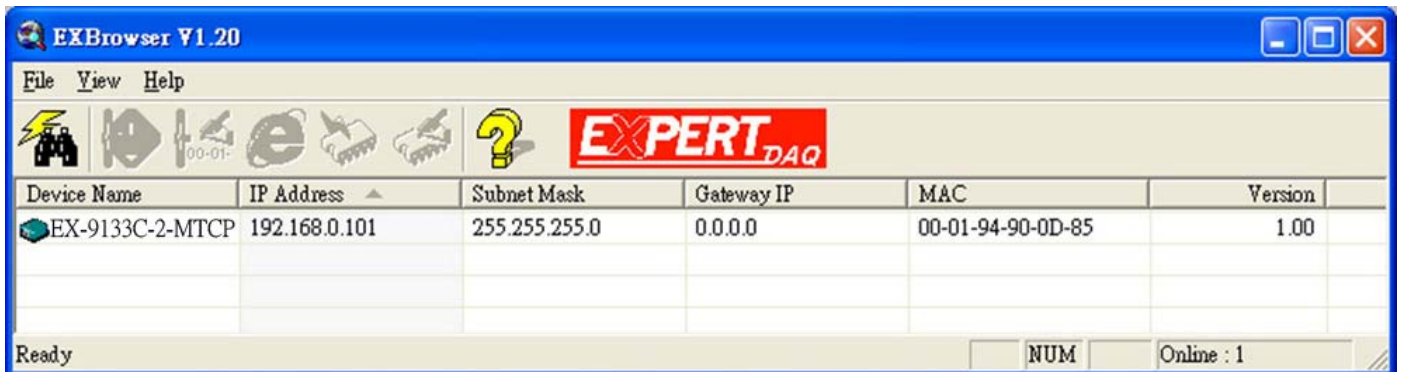 EXBrowser V1.20
File View Help
00-01-
EXPERT DAQ
Device Name IP Address Subnet Mask Gateway IP MAC Version
EX-9133C-2-MTCP 192.168.0.101 255.255.255.0 0.0.0.0 00-01-94-90-0D-85 1.00
Ready NUM Online : 1